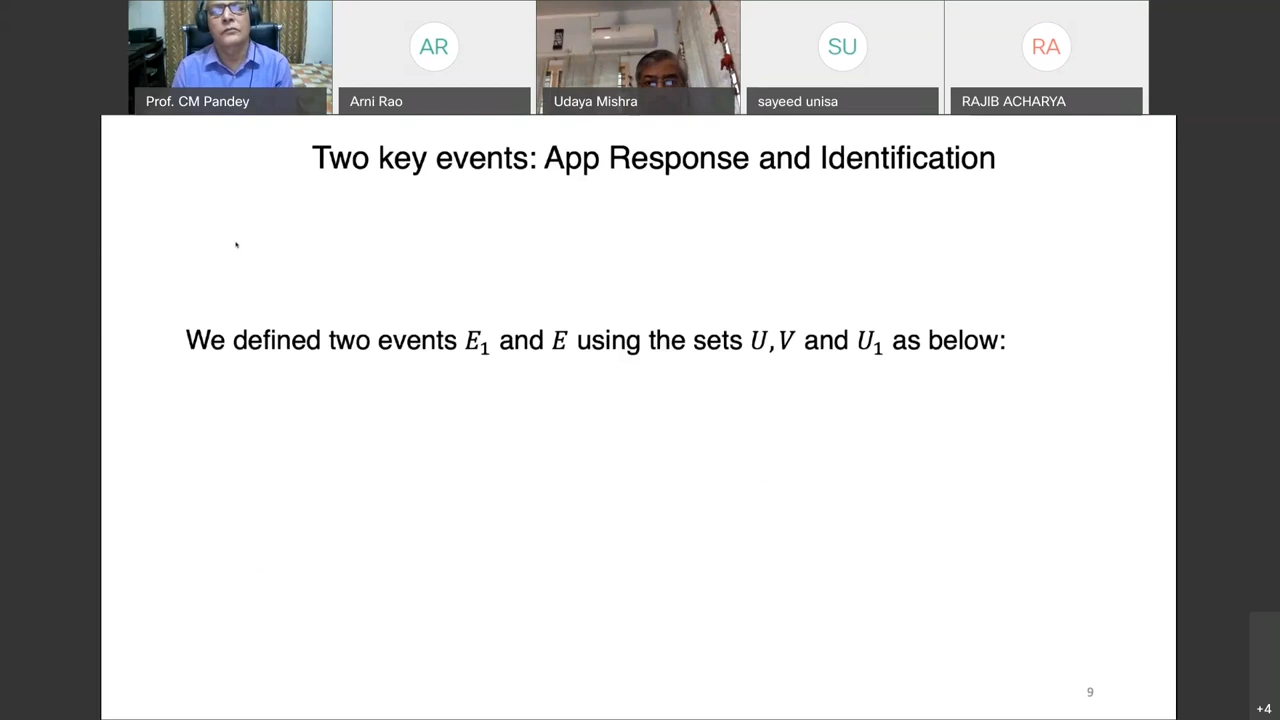 AR
SU
RA
Prof. CM Pandey
Arni Rao
Udaya Mishra
sayeed unisa
RAJIB ACHARYA
Two key events: App Response and Identification
We defined two events E₁ and E using the sets U, V and U₁ as below:
9
+4